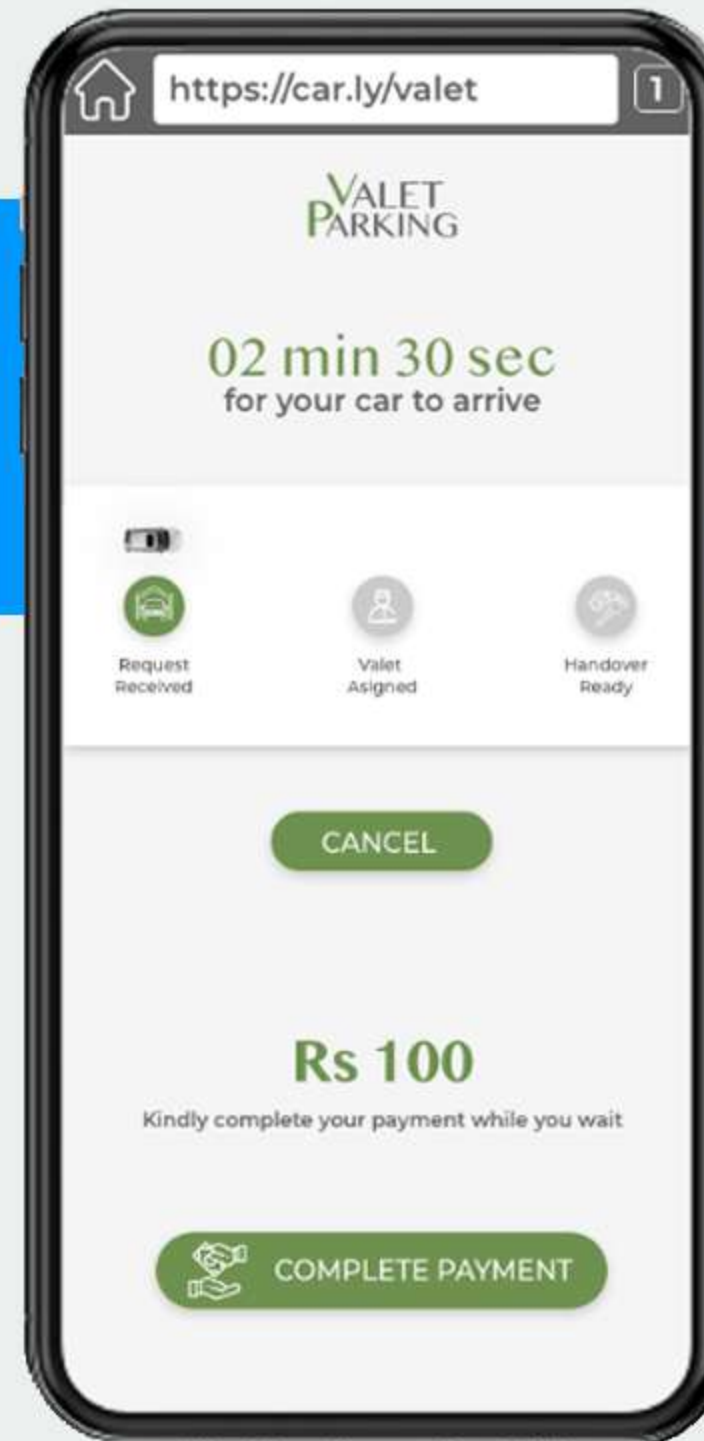 https://car.ly/valet
1
VALET
PARKING
02 min 30 sec
for your car to arrive
Request
Received
Valet
Asigned
Handover
Ready
CANCEL
Rs 100
Kindly complete your payment while you wait
COMPLETE PAYMENT